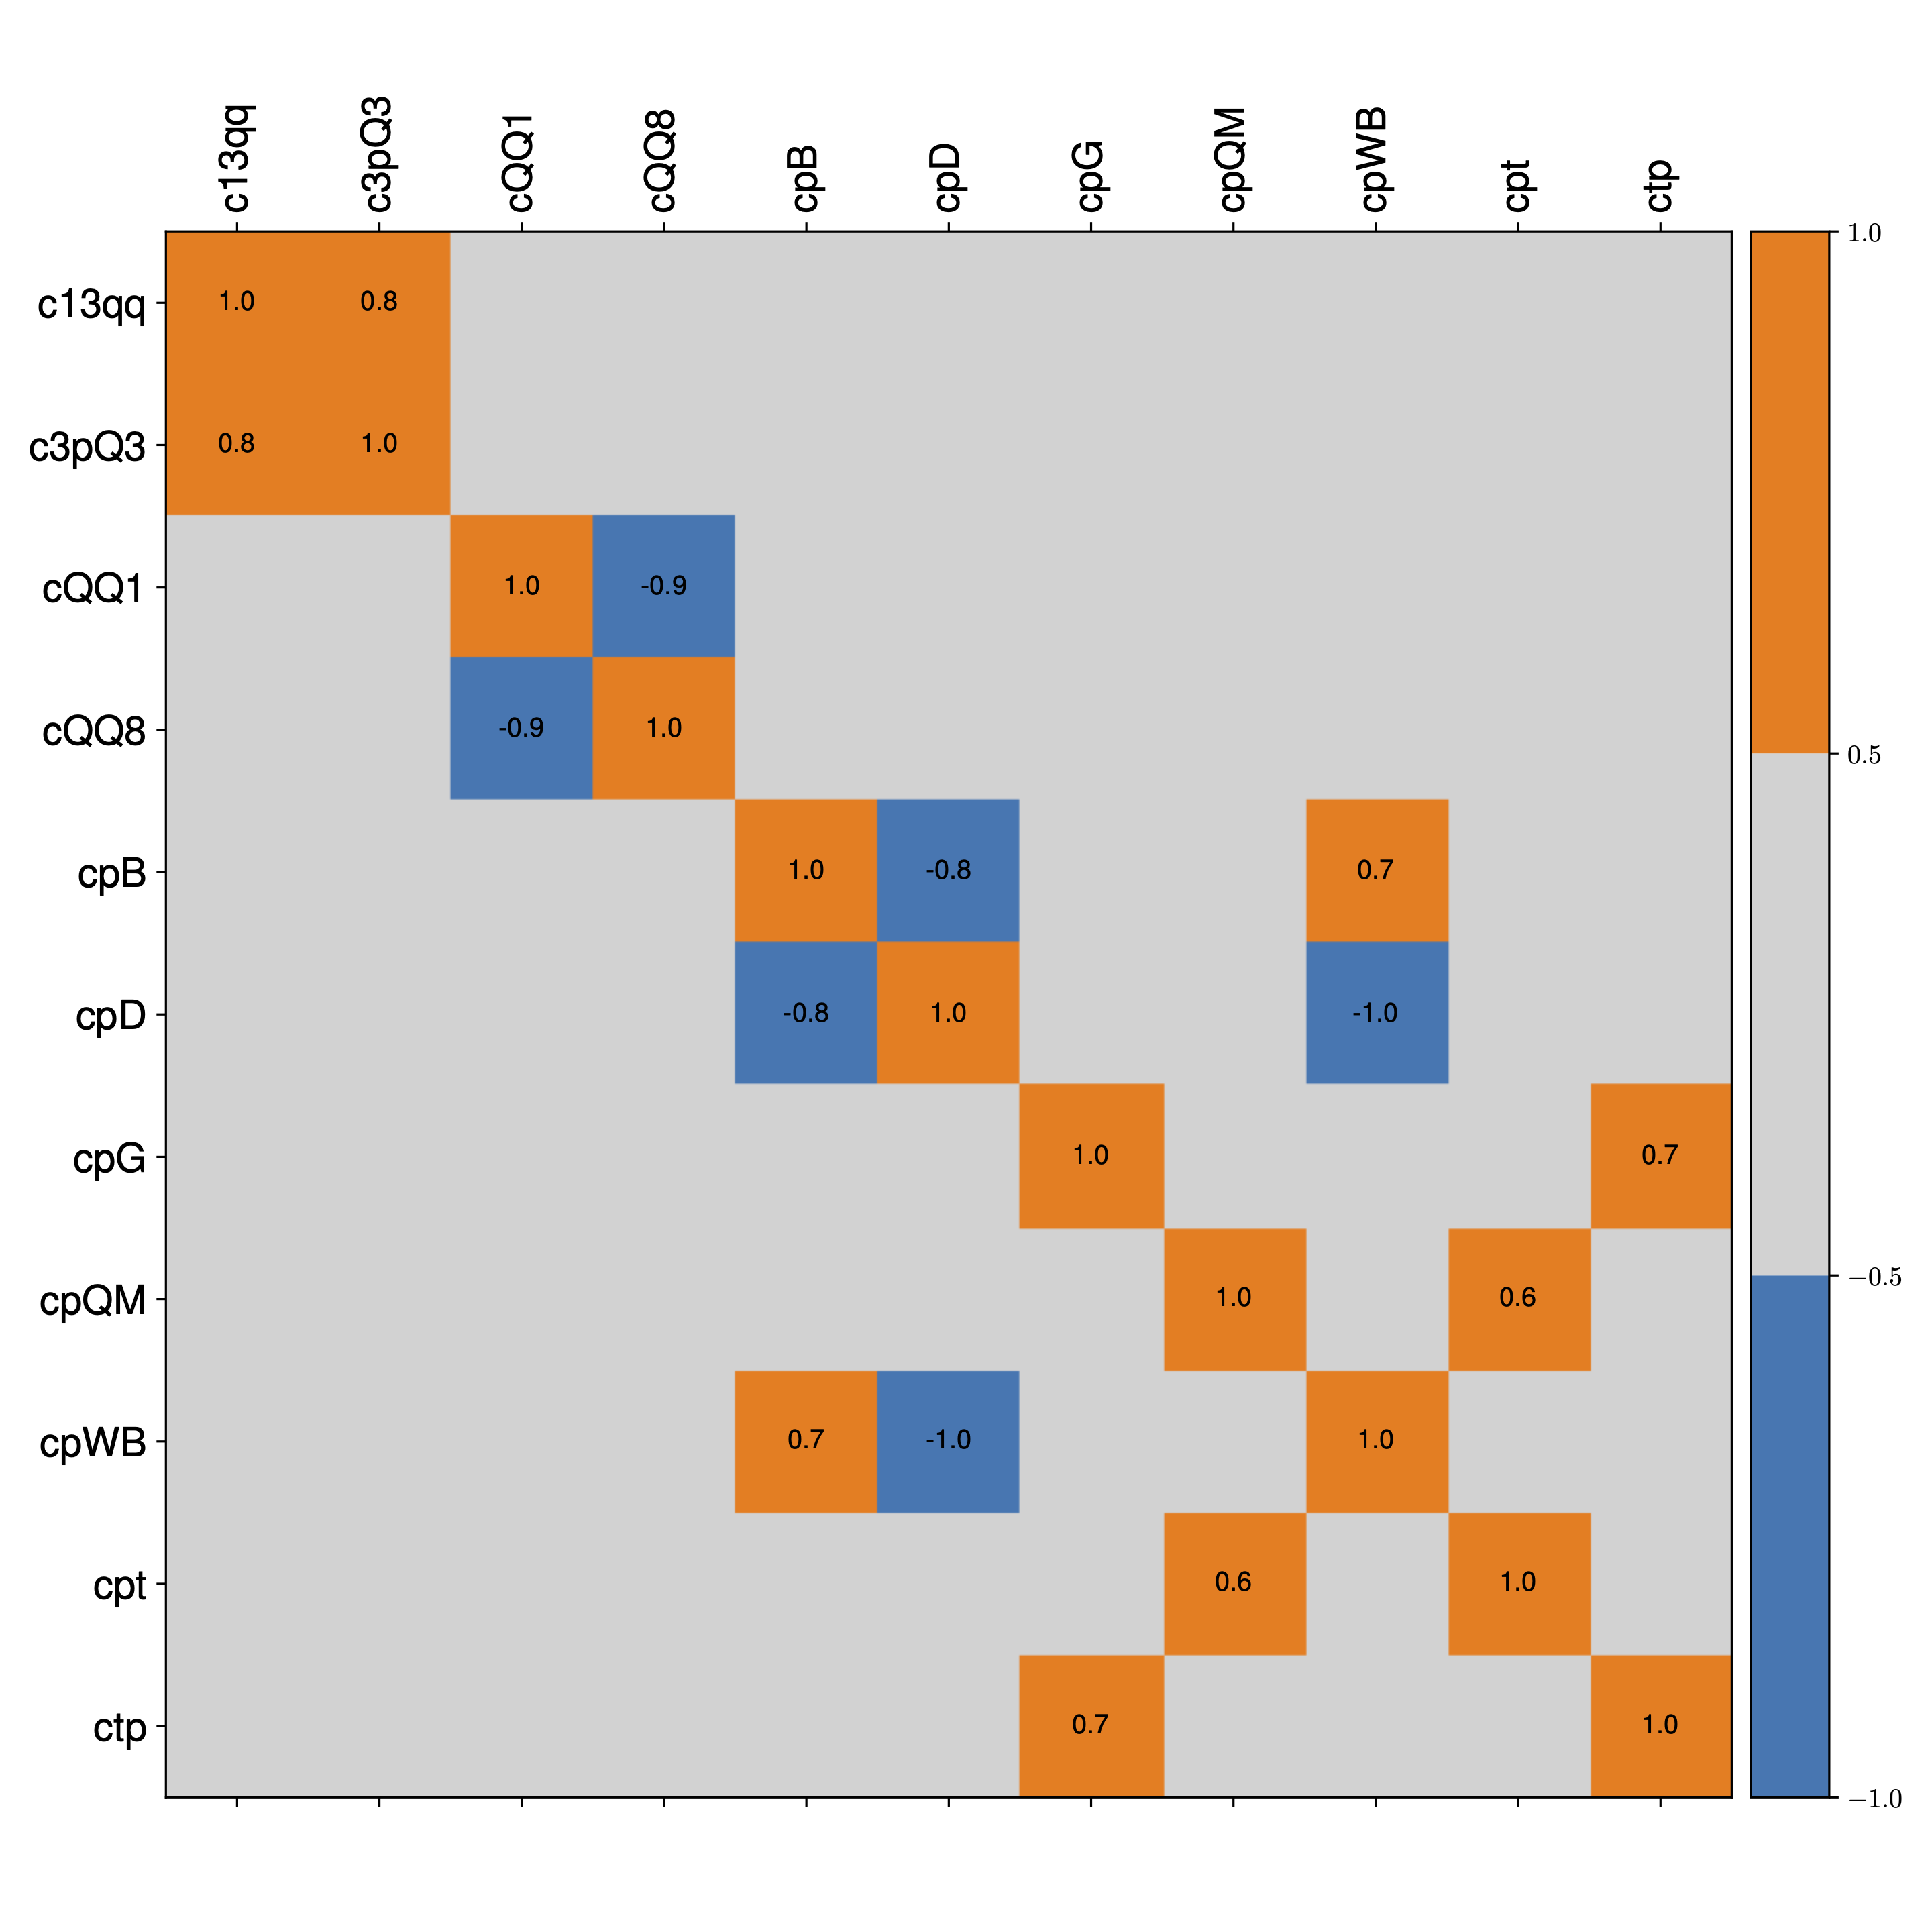 c13qq c3pQ3 cQQ1 cQQ8 cpB cpD cpG cpQM cpWB cpt ctp
1.0
c13qq 1.0 0.8
c3pQ3 0.8 1.0
cQQ1 1.0 -0.9
cQQ8 -0.9 1.0
0.5
cpB 1.0 -0.8 0.7
cpD -0.8 1.0 -1.0
cpG 1.0 0.7
−0.5
cpQM 1.0 0.6
cpWB 0.7 -1.0 1.0
cpt 0.6 1.0
ctp 0.7 1.0
−1.0